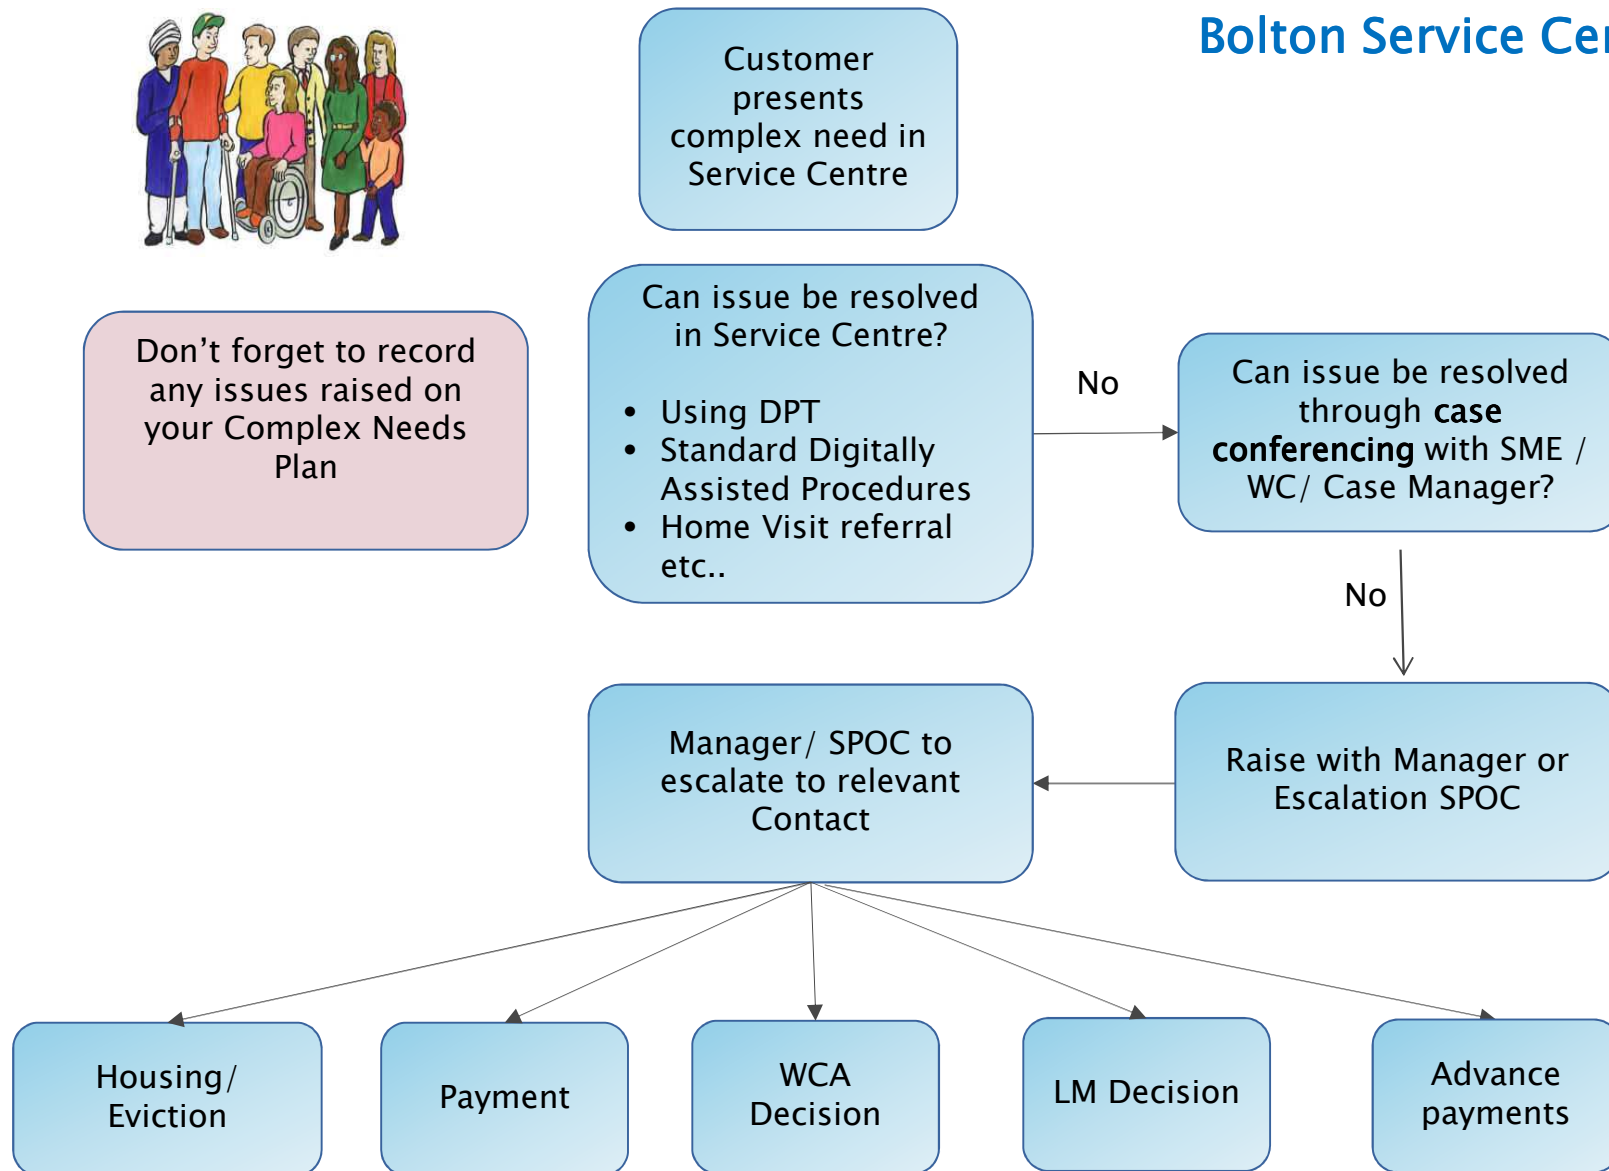 Bolton Service Cer
Customer
presents
complex need in
Service Centre
Don’t forget to record
any issues raised on
your Complex Needs
Plan
Can issue be resolved
in Service Centre?
• Using DPT
• Standard Digitally
Assisted Procedures
• Home Visit referral
etc..
No
Can issue be resolved
through case
conferencing with SME /
WC/ Case Manager?
No
Raise with Manager or
Escalation SPOC
Manager/ SPOC to
escalate to relevant
Contact
Housing/
Eviction
Payment
WCA
Decision
LM Decision
Advance
payments